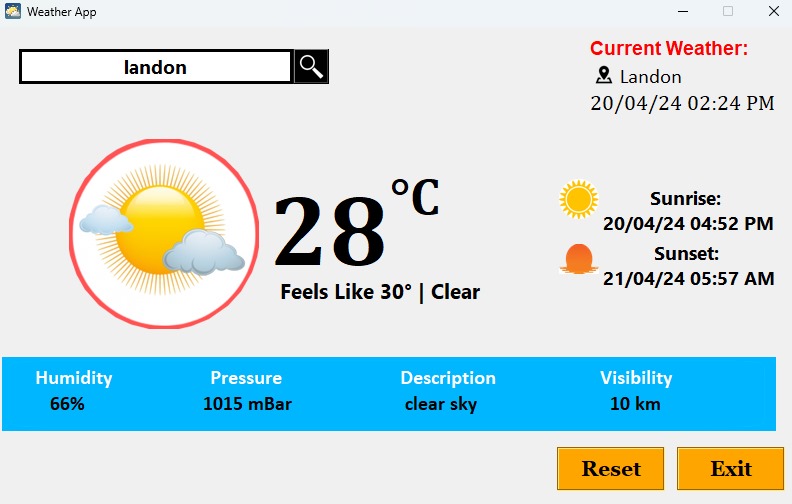 Weather App
landon
Current Weather:
Landon
20/04/24 02:24 PM
28°C
Feels Like 30° | Clear
Sunrise:
20/04/24 04:52 PM
Sunset:
21/04/24 05:57 AM
Humidity Pressure Description Visibility
66% 1015 mBar clear sky 10 km
Reset Exit